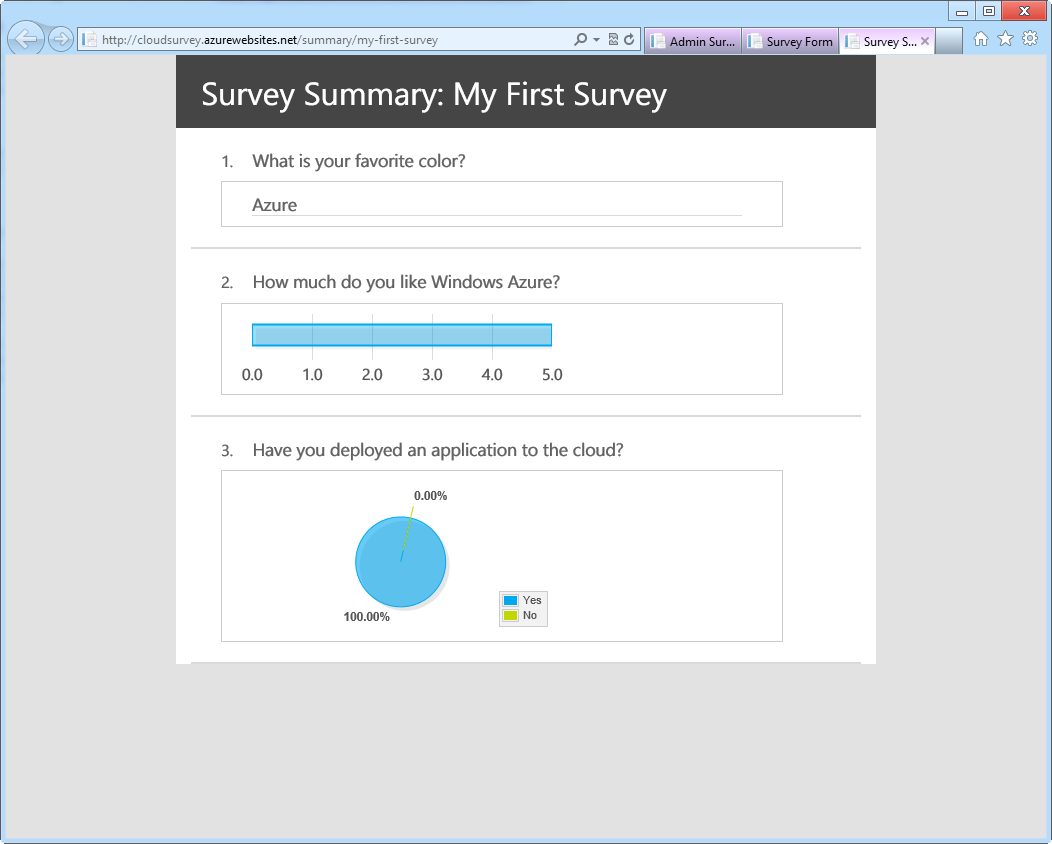 http://cloudsurvey.azurewebsites.net/summary/my-first-survey
Admin Sur...
Survey Form
Survey S...
Survey Summary: My First Survey
1. What is your favorite color?
Azure
2. How much do you like Windows Azure?
0.0 1.0 2.0 3.0 4.0 5.0
3. Have you deployed an application to the cloud?
0.00%
100.00%
Yes
No